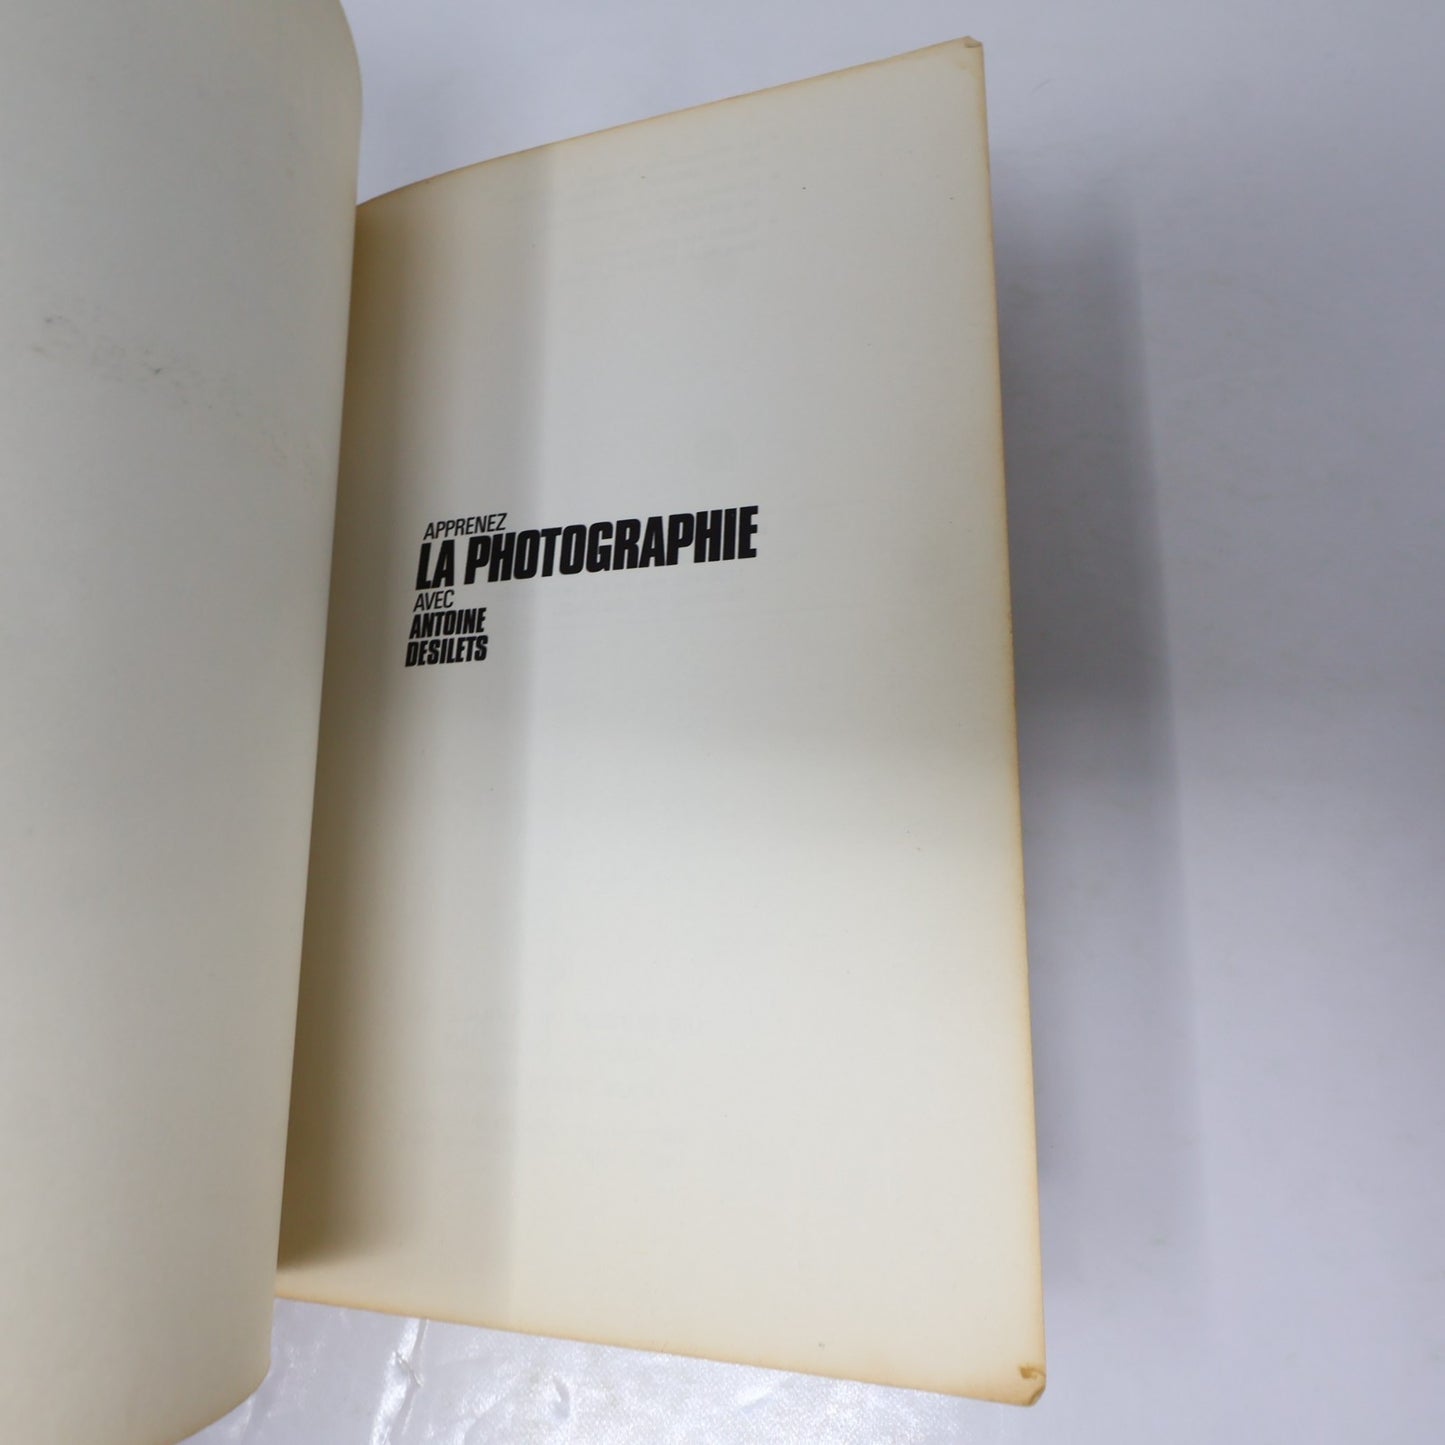 APPRENEZ
LA PHOTOGRAPHIE
AVEC
ANTOINE
DESILETS